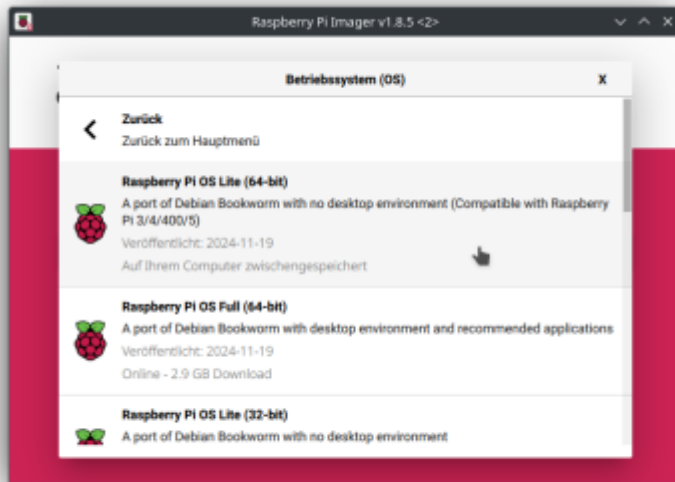 Raspberry Pi Imager v1.8.5 <2>
Betriebssystem (OS)
X
Zurück
Zurück zum Hauptmenü
Raspberry Pi OS Lite (64-bit)
A port of Debian Bookworm with no desktop environment (Compatible with Raspberry
Pi 3/4/400/5)
Veröffentlicht: 2024-11-19
Auf Ihrem Computer zwischengespeichert
Raspberry Pi OS Full (64-bit)
A port of Debian Bookworm with desktop environment and recommended applications
Veröffentlicht: 2024-11-19
Online - 2.9 GB Download
Raspberry Pi OS Lite (32-bit)
A port of Debian Bookworm with no desktop environment